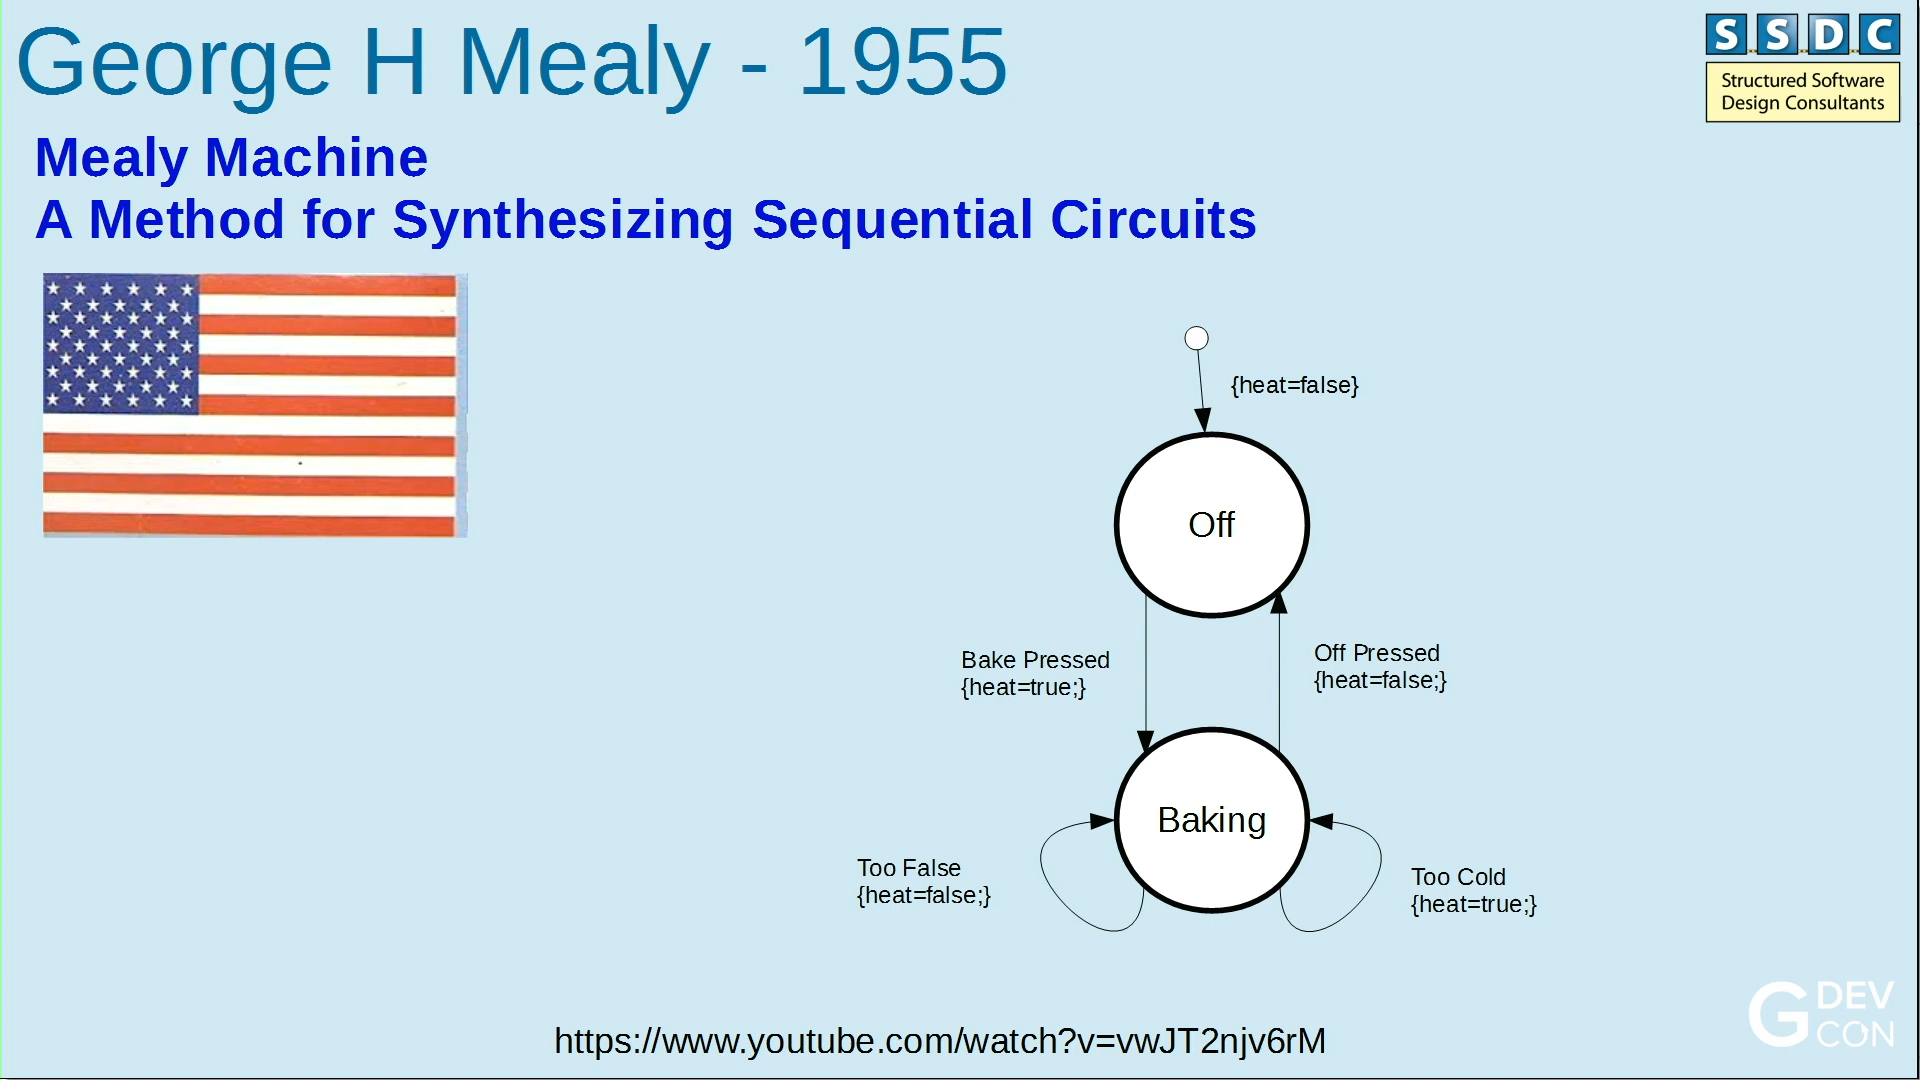 George H Mealy - 1955
S S D C
Structured Software
Design Consultants
Mealy Machine
A Method for Synthesizing Sequential Circuits
{heat=false}
Off
Bake Pressed
{heat=true;}
Off Pressed
{heat=false;}
Baking
Too False
{heat=false;}
Too Cold
{heat=true;}
https://www.youtube.com/watch?v=vwJT2njv6rM
G DEV
CON